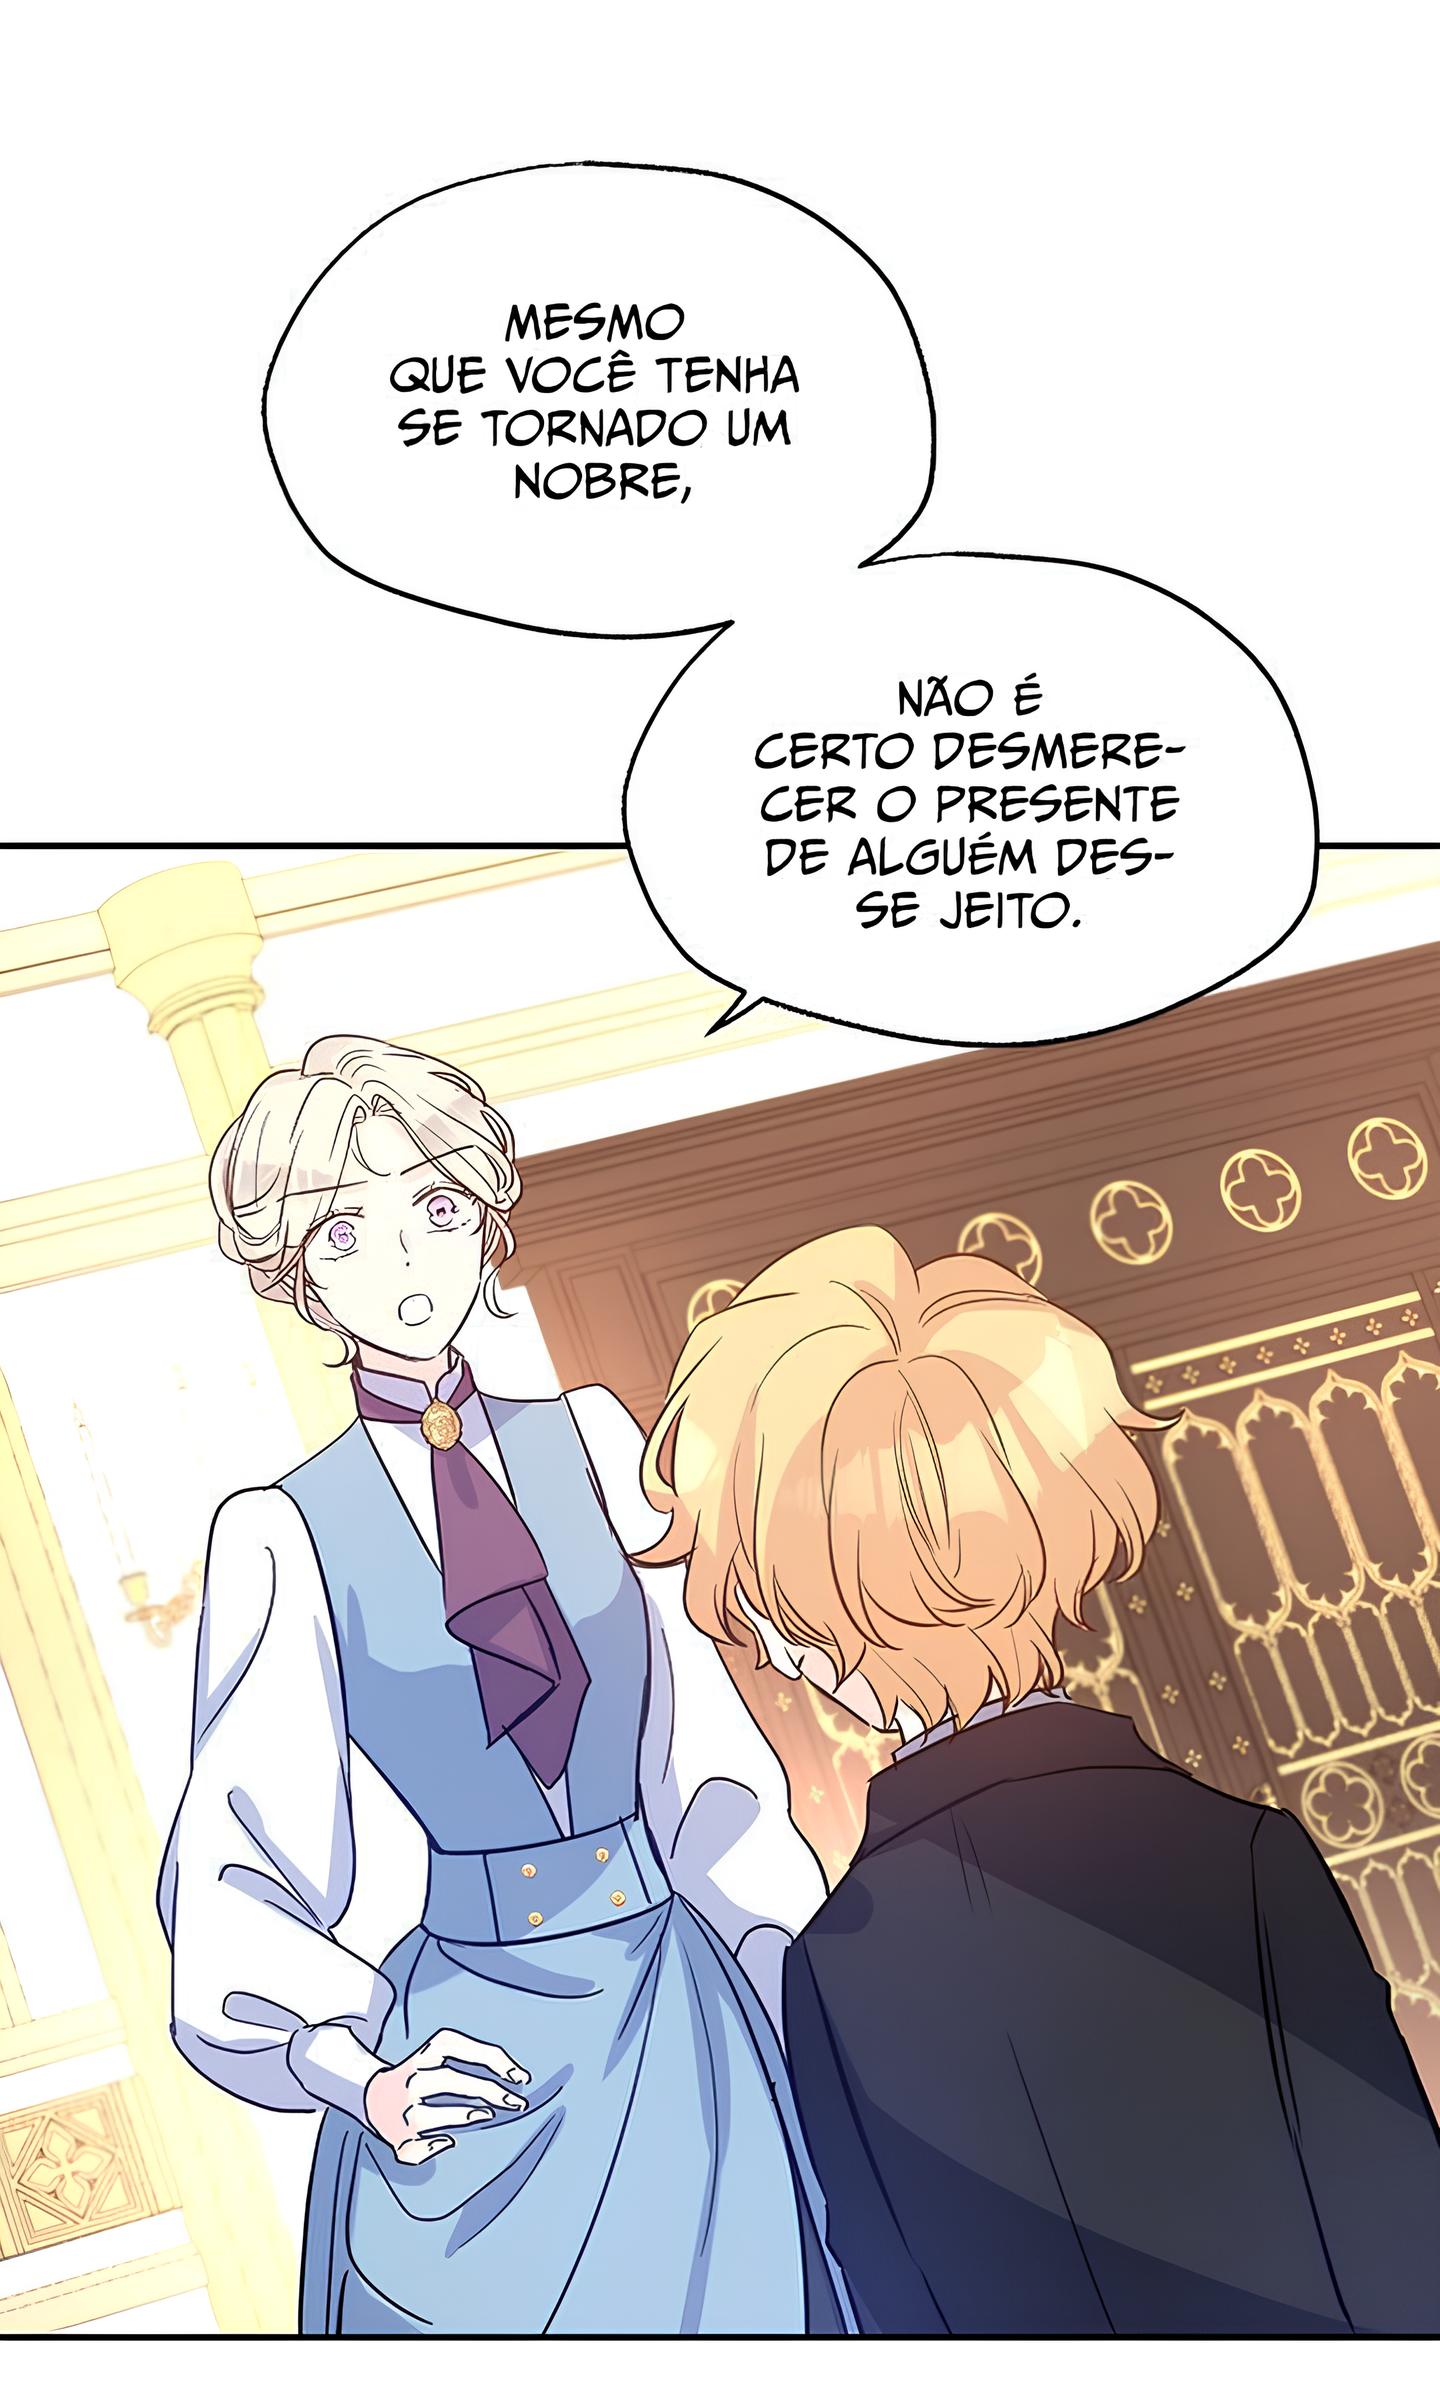 MESMO
QUE VOCÊ TENHA
SE TORNADO UM
NOBRE,
NÃO É
CERTO DESMERE-
CER O PRESENTE
DE ALGUÉM DES-
SE JEITO.